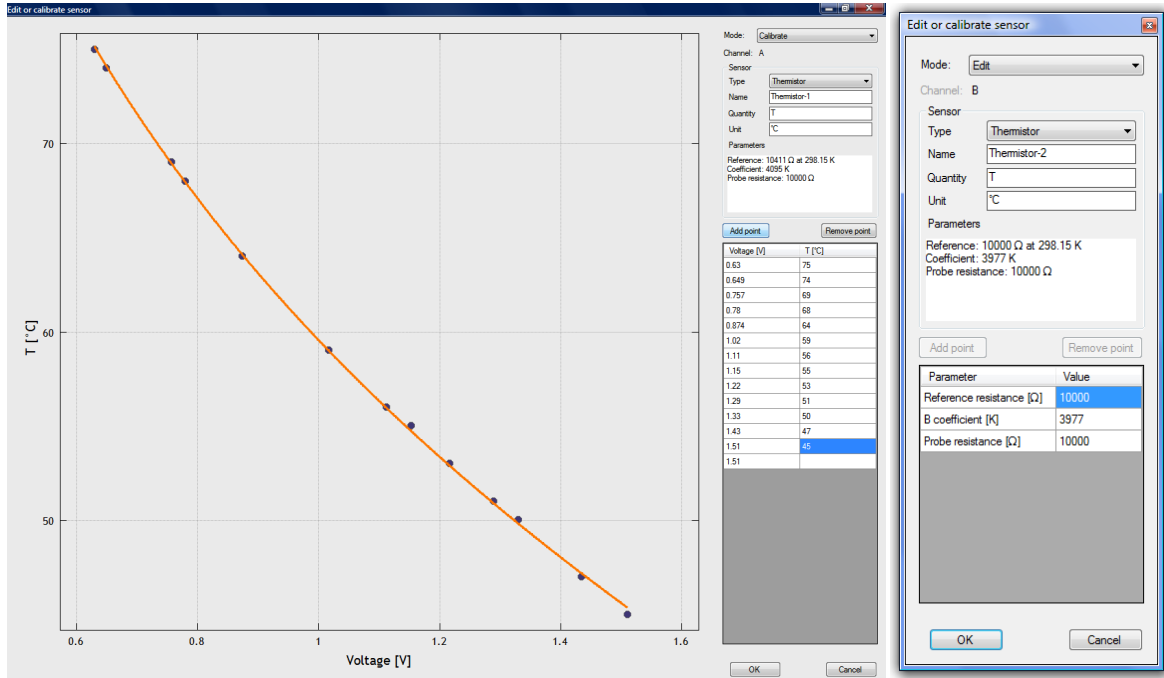 Edit or calibrate sensor
70
60
50
T [°C]
0.6 0.8 1 1.2 1.4 1.6
Voltage [V]
Mode: Calibrate
Channel: A
Sensor
Type Thermistor
Name Thermistor-1
Quantity T
Unit °C
Parameters
Reference: 10411 Ω at 298.15 K
Coefficient: 4095 K
Probe resistance: 10000 Ω
Add point Remove point
Voltage [V] T [°C]
0.63 75
0.649 74
0.757 69
0.78 68
0.874 64
1.02 59
1.11 56
1.15 55
1.22 53
1.29 51
1.33 50
1.43 47
1.51 45
1.51
OK Cancel
Edit or calibrate sensor
Mode: Edit
Channel: B
Sensor
Type Thermistor
Name Thermistor-2
Quantity T
Unit °C
Parameters
Reference: 10000 Ω at 298.15 K
Coefficient: 3977 K
Probe resistance: 10000 Ω
Add point Remove point
Parameter Value
Reference resistance [Ω] 10000
B coefficient [K] 3977
Probe resistance [Ω] 10000
OK Cancel